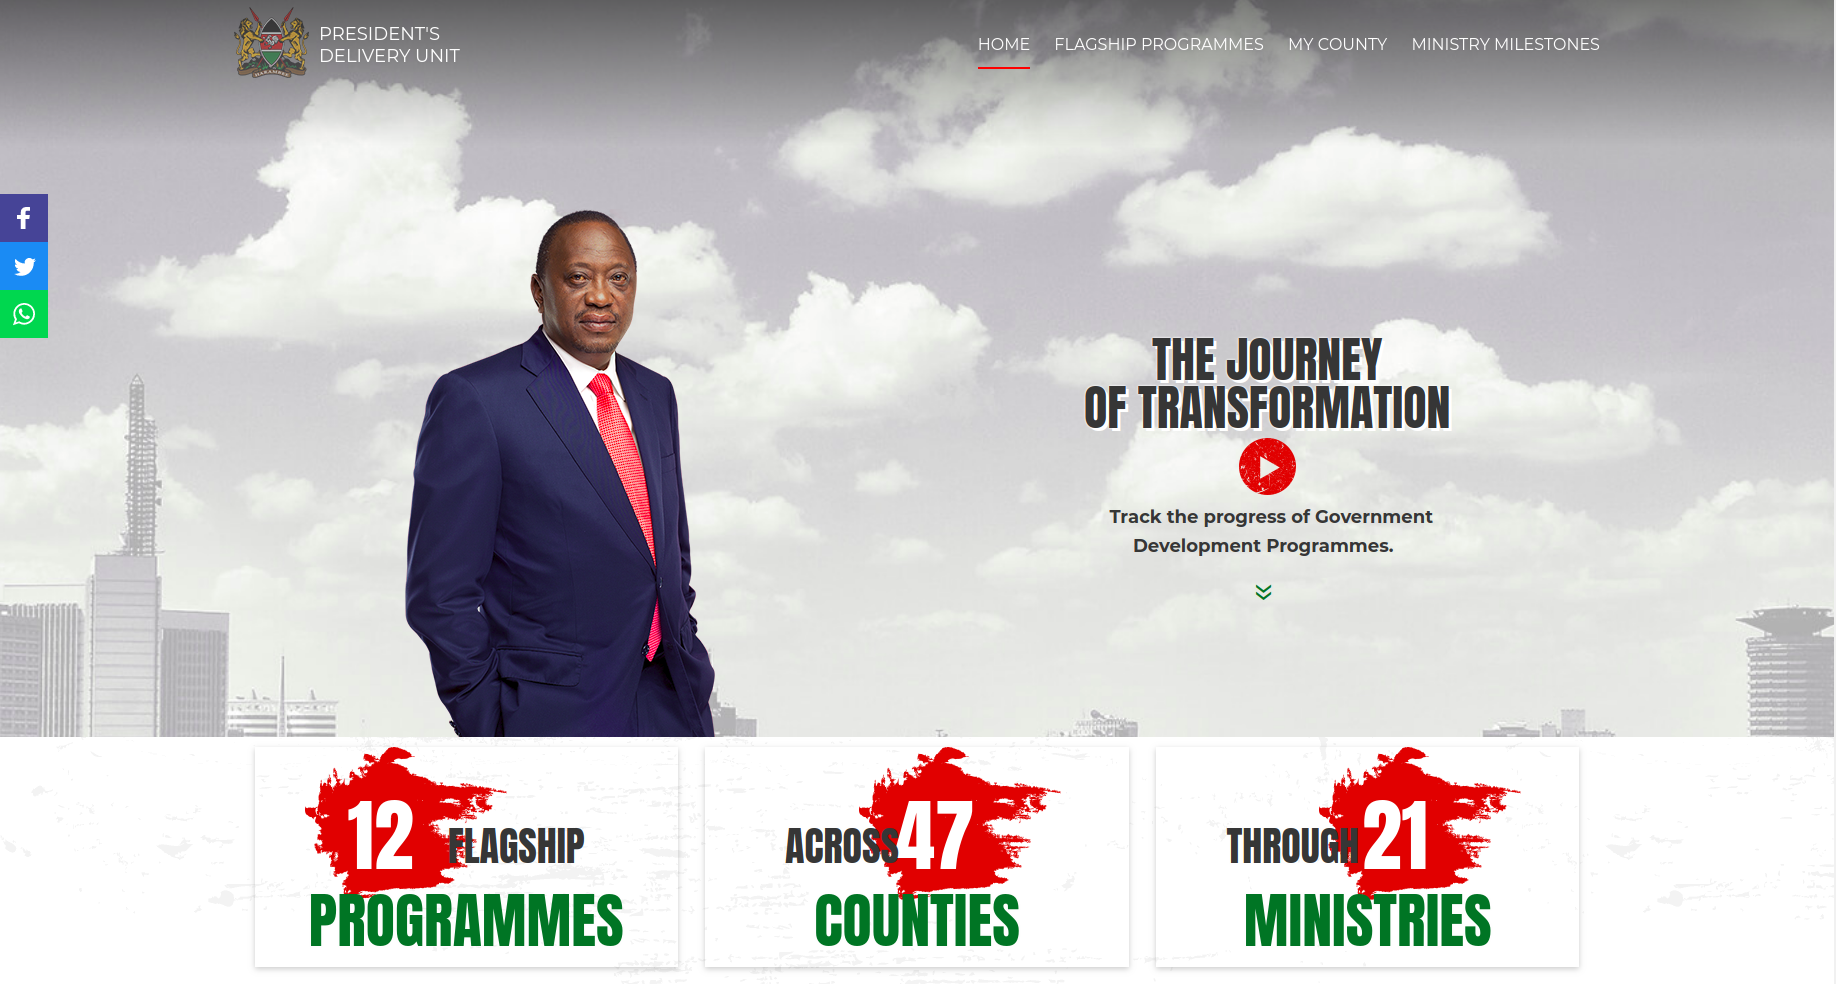 PRESIDENT'S
DELIVERY UNIT
HOME FLAGSHIP PROGRAMMES MY COUNTY MINISTRY MILESTONES
HARAMBEE
THE JOURNEY
OF TRANSFORMATION
Track the progress of Government
Development Programmes.
12 FLAGSHIP
PROGRAMMES
ACROSS 47
COUNTIES
THROUGH 21
MINISTRIES